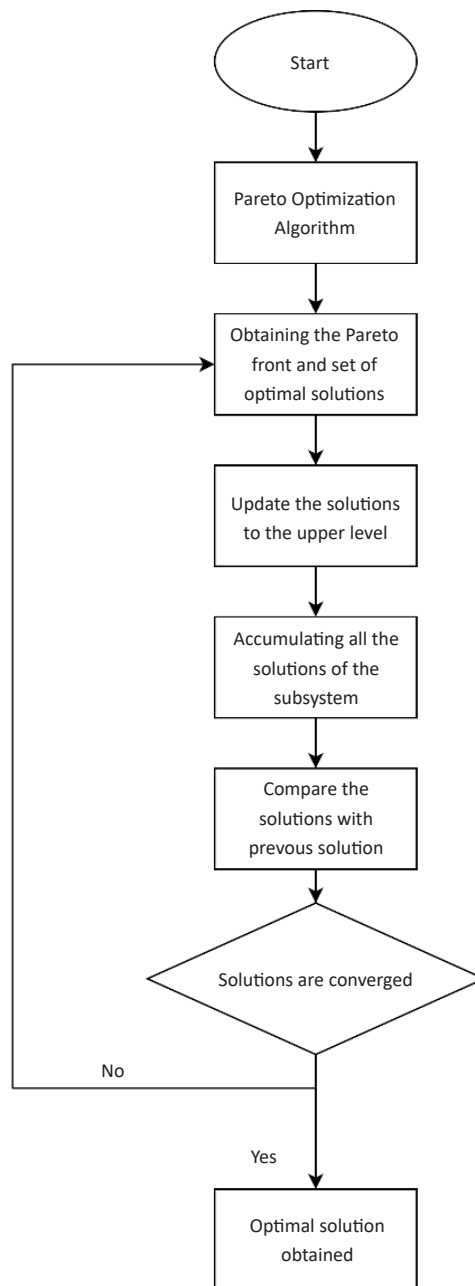 Start
Pareto Optimization
Algorithm
Obtaining the Pareto
front and set of
optimal solutions
Update the solutions
to the upper level
Accumulating all the
solutions of the
subsystem
Compare the
solutions with
prevous solution
Solutions are converged
No
Yes
Optimal solution
obtained